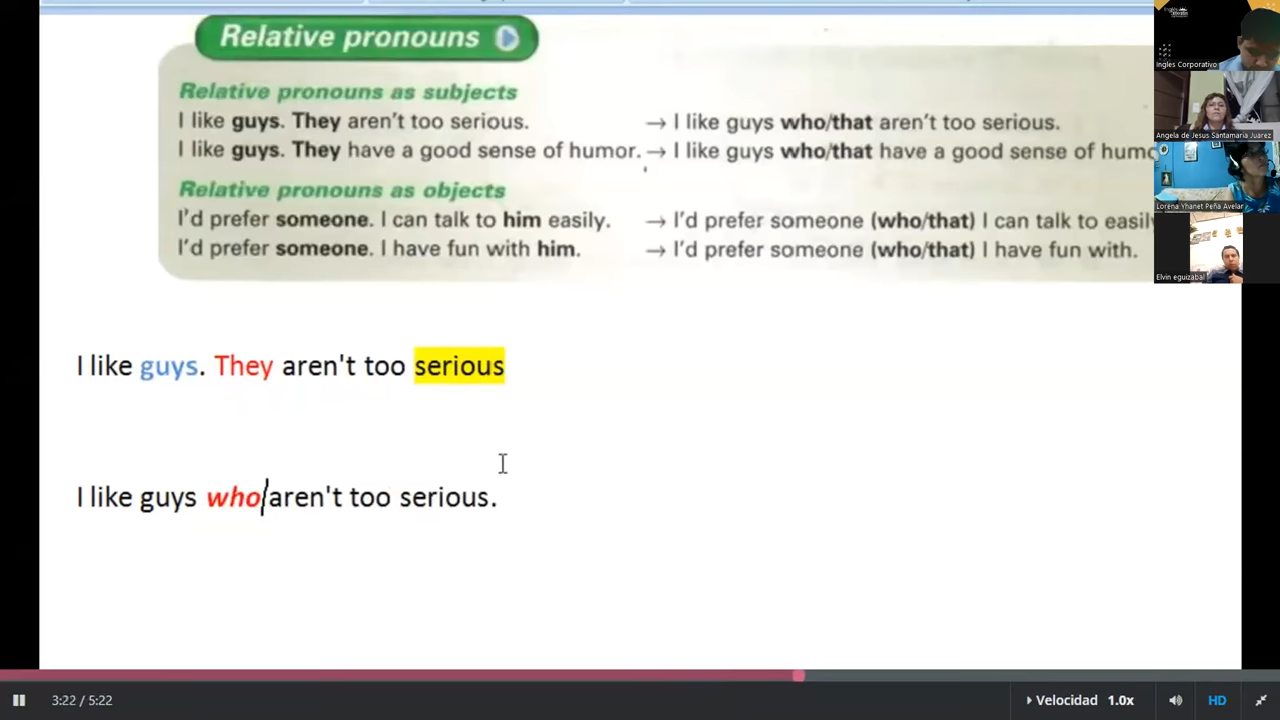 Relative pronouns
Relative pronouns as subjects
I like guys. They aren't too serious. → I like guys who/that aren't too serious.
I like guys. They have a good sense of humor. → I like guys who/that have a good sense of humo
Relative pronouns as objects
I'd prefer someone. I can talk to him easily. → I'd prefer someone (who/that) I can talk to easily
I'd prefer someone. I have fun with him. → I'd prefer someone (who/that) I have fun with.
I like guys. They aren't too serious
I like guys who aren't too serious.
Inglés Corporativo
Angela de Jesus Santamaria Juarez
Lorena Yhanet Peña Avelar
Elvin eguizabal
3:22 / 5:22
Velocidad 1.0x
HD